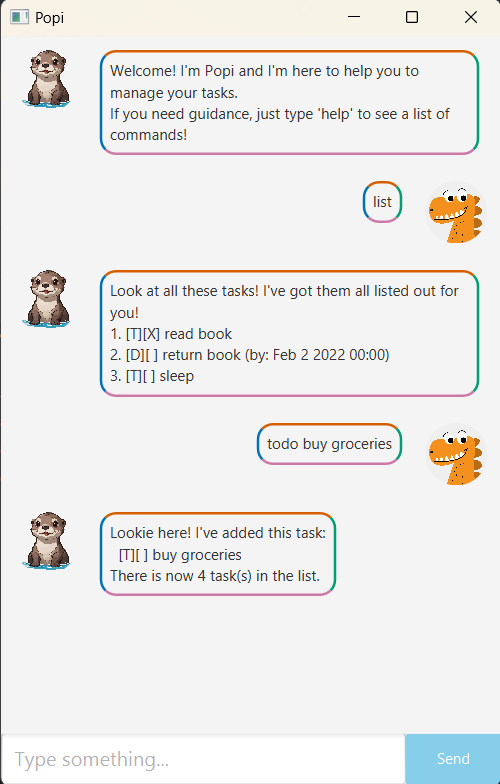 Popi
Welcome! I'm Popi and I'm here to help you to
manage your tasks.
If you need guidance, just type 'help' to see a list of
commands!
list
Look at all these tasks! I've got them all listed out for
you!
1. [T][X] read book
2. [D][ ] return book (by: Feb 2 2022 00:00)
3. [T][ ] sleep
todo buy groceries
Lookie here! I've added this task:
[T][ ] buy groceries
There is now 4 task(s) in the list.
Type something...
Send